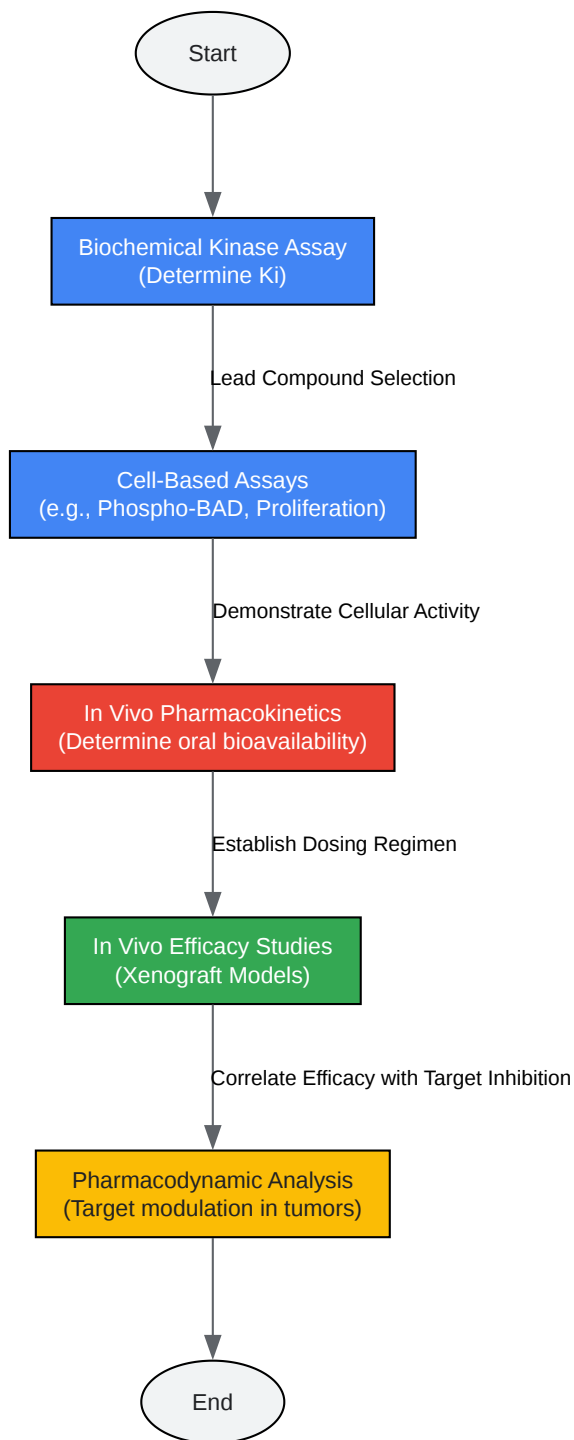 Start
Biochemical Kinase Assay
(Determine Ki)
Lead Compound Selection
Cell-Based Assays
(e.g., Phospho-BAD, Proliferation)
Demonstrate Cellular Activity
In Vivo Pharmacokinetics
(Determine oral bioavailability)
Establish Dosing Regimen
In Vivo Efficacy Studies
(Xenograft Models)
Correlate Efficacy with Target Inhibition
Pharmacodynamic Analysis
(Target modulation in tumors)
End